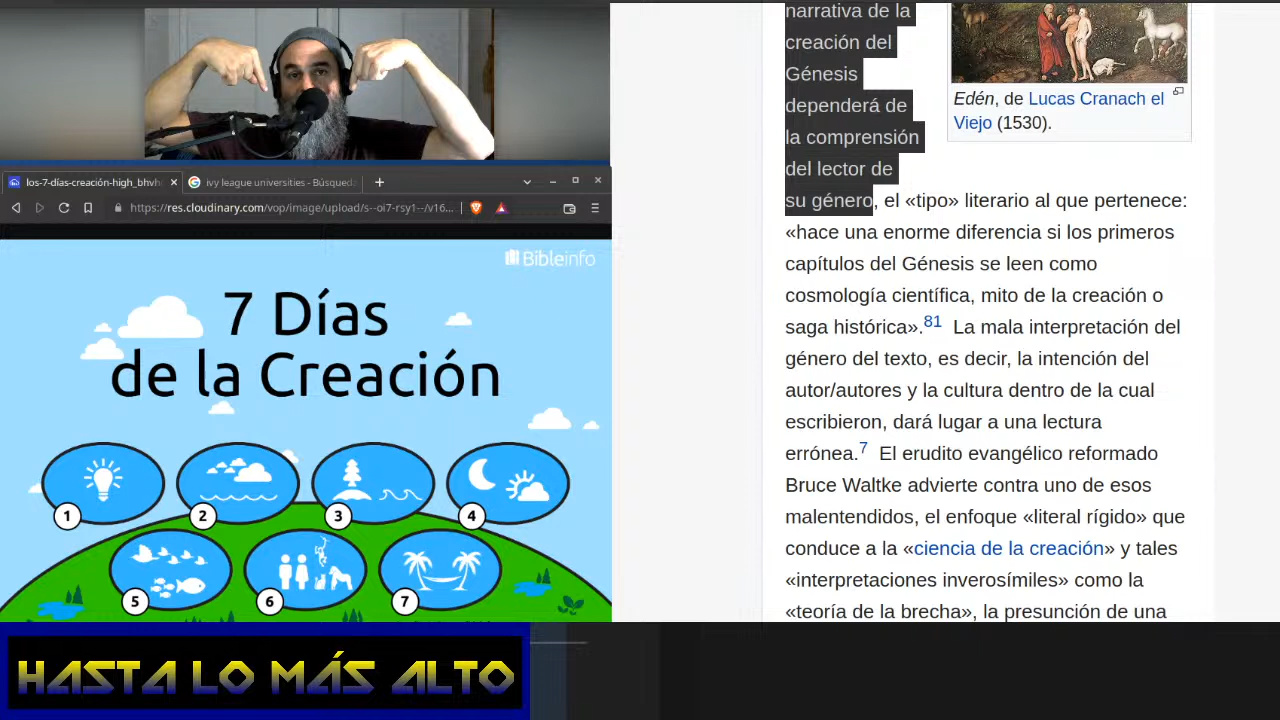 los-7-días-creación-high_bhvh
ivy league universities - Búsqued
https://res.cloudinary.com/vop/image/upload/s--oi7-rsy1--/v16...
Bibleinfo
7 Días
de la Creación
1
2
3
4
5
6
7
HASTA LO MÁS ALTO
narrativa de la
creación del
Génesis
dependerá de
la comprensión
del lector de
su género, el «tipo» literario al que pertenece:
«hace una enorme diferencia si los primeros
capítulos del Génesis se leen como
cosmología científica, mito de la creación o
saga histórica».81 La mala interpretación del
género del texto, es decir, la intención del
autor/autores y la cultura dentro de la cual
escribieron, dará lugar a una lectura
errónea.7 El erudito evangélico reformado
Bruce Waltke advierte contra uno de esos
malentendidos, el enfoque «literal rígido» que
conduce a la «ciencia de la creación» y tales
«interpretaciones inverosímiles» como la
«teoría de la brecha», la presunción de una
Edén, de Lucas Cranach el
Viejo (1530).